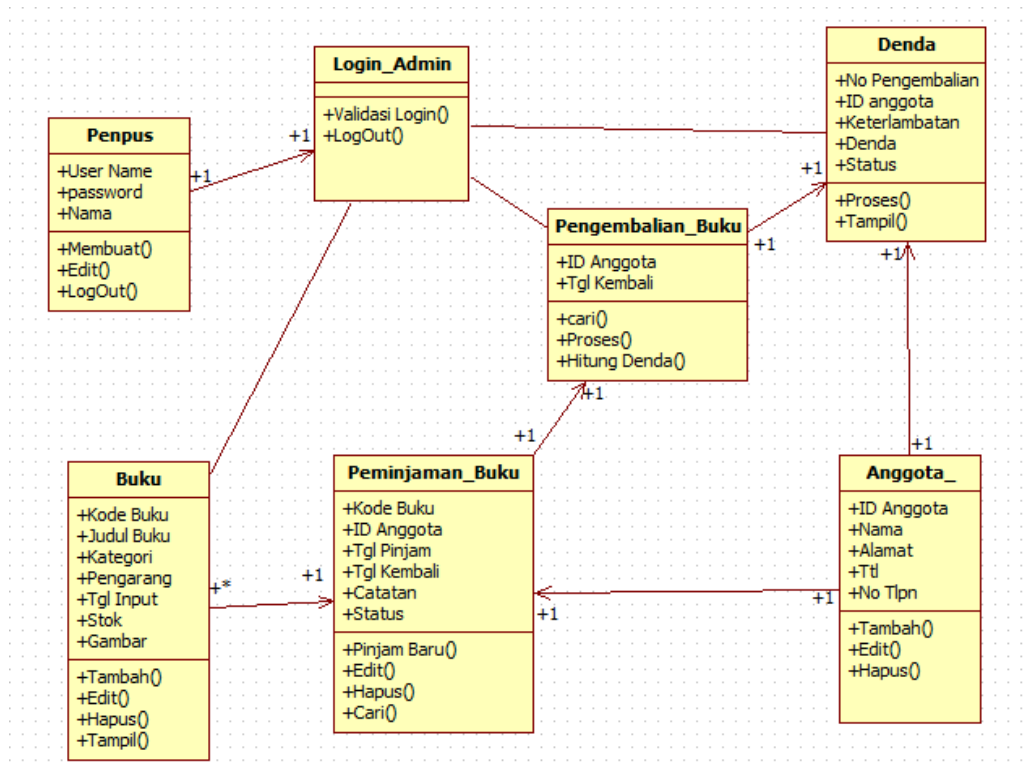 Login_Admin
+Validasi Login()
+LogOut()
Denda
+No Pengembalian
+ID anggota
+Keterlambatan
+Denda
+Status
+Proses()
+Tampil()
Penpus
+User Name
+password
+Nama
+Membuat()
+Edit()
+LogOut()
+1
+1
Pengembalian_Buku
+ID Anggota
+Tgl Kembali
+cari()
+Proses()
+Hitung Denda()
+1
+1
+1
+1
+1
+1
Buku
+Kode Buku
+Judul Buku
+Kategori
+Pengarang
+Tgl Input
+Stok
+Gambar
+Tambah()
+Edit()
+Hapus()
+Tampil()
+*
+1
Peminjaman_Buku
+Kode Buku
+ID Anggota
+Tgl Pinjam
+Tgl Kembali
+Catatan
+Status
+Pinjam Baru()
+Edit()
+Hapus()
+Cari()
+1
+1
Anggota_
+ID Anggota
+Nama
+Alamat
+Ttl
+No Tlpn
+Tambah()
+Edit()
+Hapus()